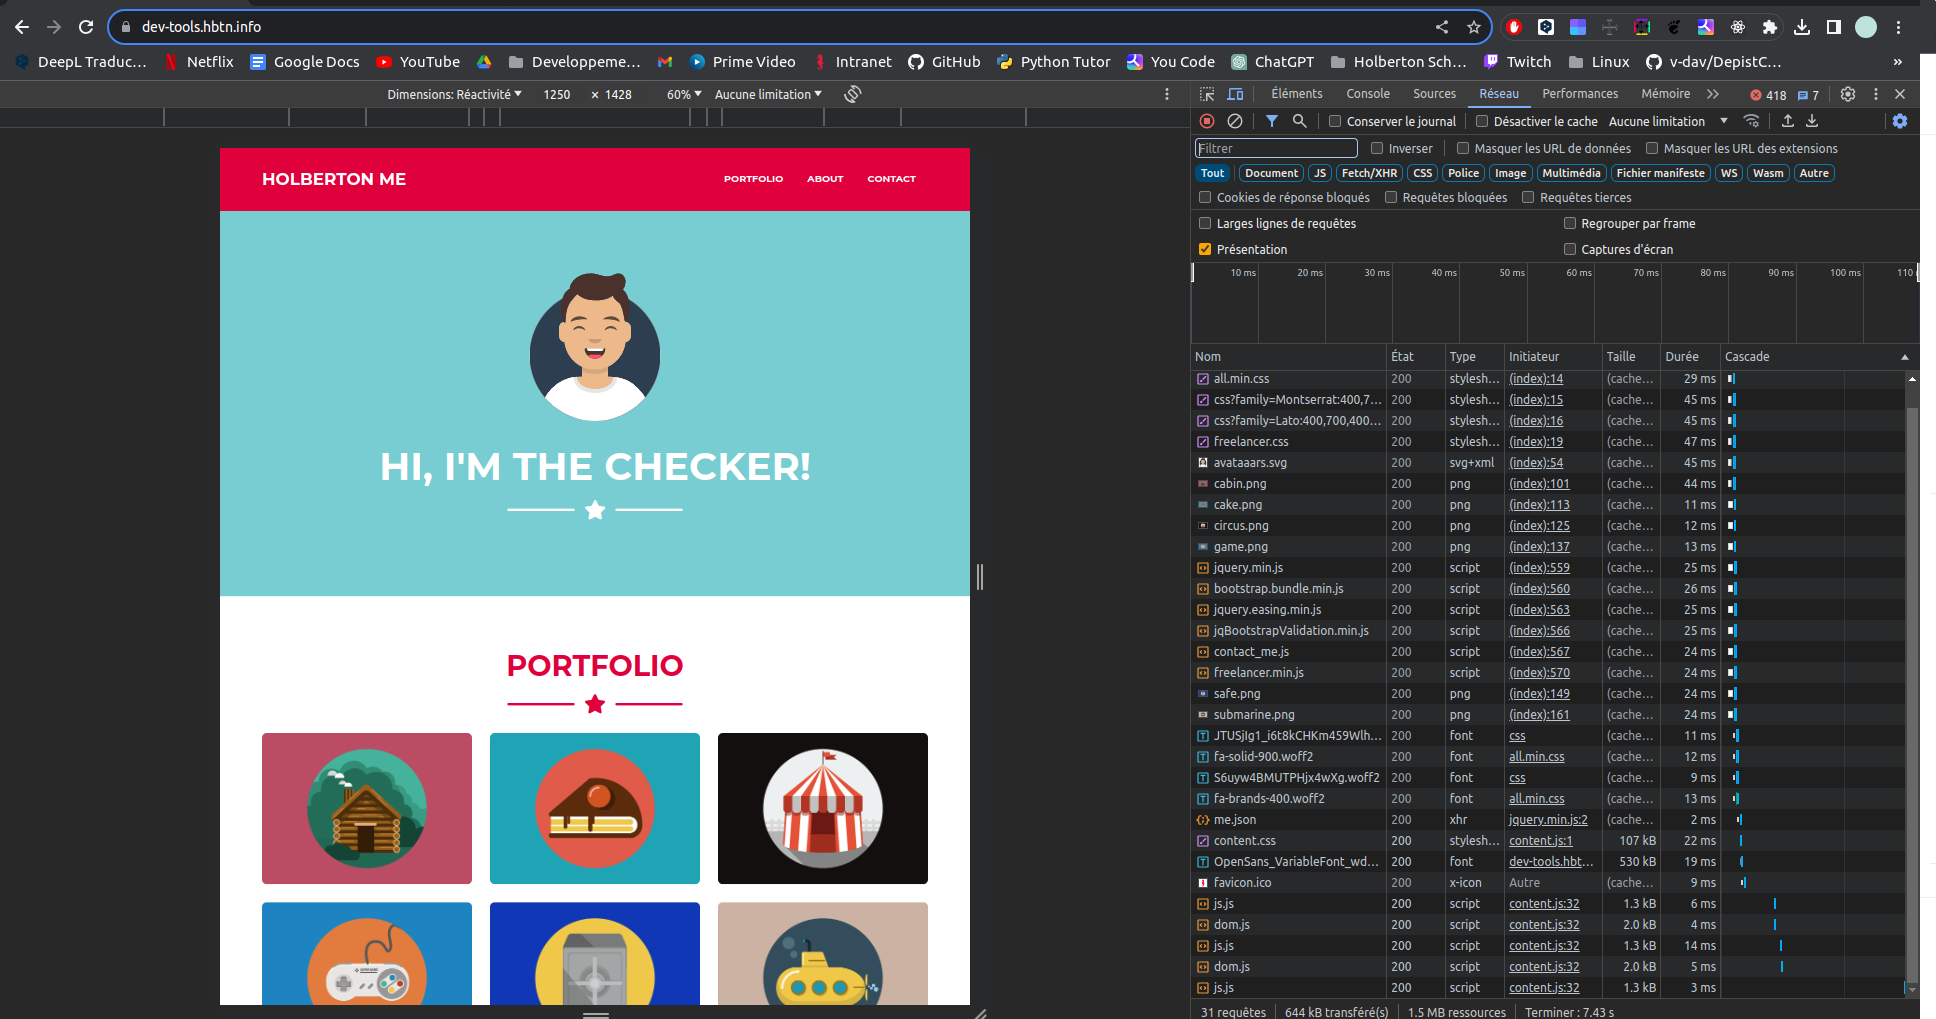 dev-tools.hbtn.info
DeepL Traduc... Netflix Google Docs YouTube Developpeme... Prime Video Intranet GitHub Python Tutor You Code ChatGPT Holberton Sch... Twitch Linux v-dav/DepistC... »
Dimensions: Réactivité 1250 × 1428 60% Aucune limitation
Éléments Console Sources Réseau Performances Mémoire 418 7
Conserver le journal Désactiver le cache Aucune limitation
Filtrer Inverser Masquer les URL de données Masquer les URL des extensions
Tout Document JS Fetch/XHR CSS Police Image Multimédia Fichier manifeste WS Wasm Autre
Cookies de réponse bloqués Requêtes bloquées Requêtes tierces
Larges lignes de requêtes Regrouper par frame
Présentation Captures d'écran
10 ms 20 ms 30 ms 40 ms 50 ms 60 ms 70 ms 80 ms 90 ms 100 ms 110
HOLBERTON ME PORTFOLIO ABOUT CONTACT
HI, I'M THE CHECKER!
PORTFOLIO
Nom État Type Initiateur Taille Durée Cascade
all.min.css 200 stylesh... (index):14 (cache... 29 ms
css?family=Montserrat:400,7... 200 stylesh... (index):15 (cache... 45 ms
css?family=Lato:400,700,400... 200 stylesh... (index):16 (cache... 45 ms
freelancer.css 200 stylesh... (index):19 (cache... 47 ms
avataaars.svg 200 svg+xml (index):54 (cache... 45 ms
cabin.png 200 png (index):101 (cache... 44 ms
cake.png 200 png (index):113 (cache... 11 ms
circus.png 200 png (index):125 (cache... 12 ms
game.png 200 png (index):137 (cache... 13 ms
jquery.min.js 200 script (index):559 (cache... 25 ms
bootstrap.bundle.min.js 200 script (index):560 (cache... 26 ms
jquery.easing.min.js 200 script (index):563 (cache... 25 ms
jqBootstrapValidation.min.js 200 script (index):566 (cache... 25 ms
contact_me.js 200 script (index):567 (cache... 24 ms
freelancer.min.js 200 script (index):570 (cache... 24 ms
safe.png 200 png (index):149 (cache... 24 ms
submarine.png 200 png (index):161 (cache... 24 ms
JTUSjIg1_i6t8kCHKm459Wlh... 200 font css (cache... 11 ms
fa-solid-900.woff2 200 font all.min.css (cache... 12 ms
S6uyw4BMUTPHjx4wXg.woff2 200 font css (cache... 9 ms
fa-brands-400.woff2 200 font all.min.css (cache... 13 ms
me.json 200 xhr jquery.min.js:2 (cache... 2 ms
content.css 200 stylesh... content.js:1 107 kB 22 ms
OpenSans_VariableFont_wd... 200 font dev-tools.hbt... 530 kB 19 ms
favicon.ico 200 x-icon Autre (cache... 9 ms
js.js 200 script content.js:32 1.3 kB 6 ms
dom.js 200 script content.js:32 2.0 kB 4 ms
js.js 200 script content.js:32 1.3 kB 14 ms
dom.js 200 script content.js:32 2.0 kB 5 ms
js.js 200 script content.js:32 1.3 kB 3 ms
31 requêtes 644 kB transféré(s) 1.5 MB ressources Terminer : 7.43 s